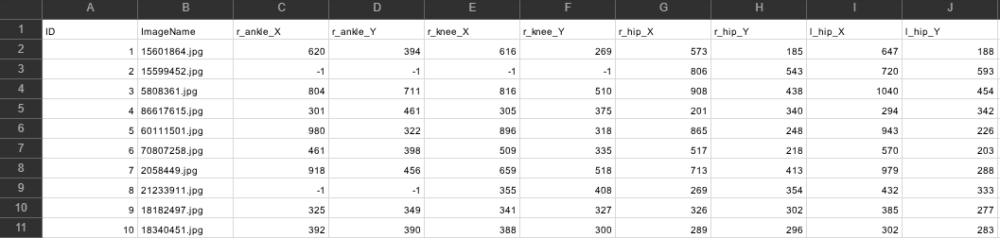 A B C D E F G H I J
1 ID ImageName r_ankle_X r_ankle_Y r_knee_X r_knee_Y r_hip_X r_hip_Y l_hip_X l_hip_Y
2 1 15601864.jpg 620 394 616 269 573 185 647 188
3 2 15599452.jpg -1 -1 -1 -1 806 543 720 593
4 3 5808361.jpg 804 711 816 510 908 438 1040 454
5 4 86617615.jpg 301 461 305 375 201 340 294 342
6 5 60111501.jpg 980 322 896 318 865 248 943 226
7 6 70807258.jpg 461 398 509 335 517 218 570 203
8 7 2058449.jpg 918 456 659 518 713 413 979 288
9 8 21233911.jpg -1 -1 355 408 269 354 432 333
10 9 18182497.jpg 325 349 341 327 326 302 385 277
11 10 18340451.jpg 392 390 388 300 289 296 302 283